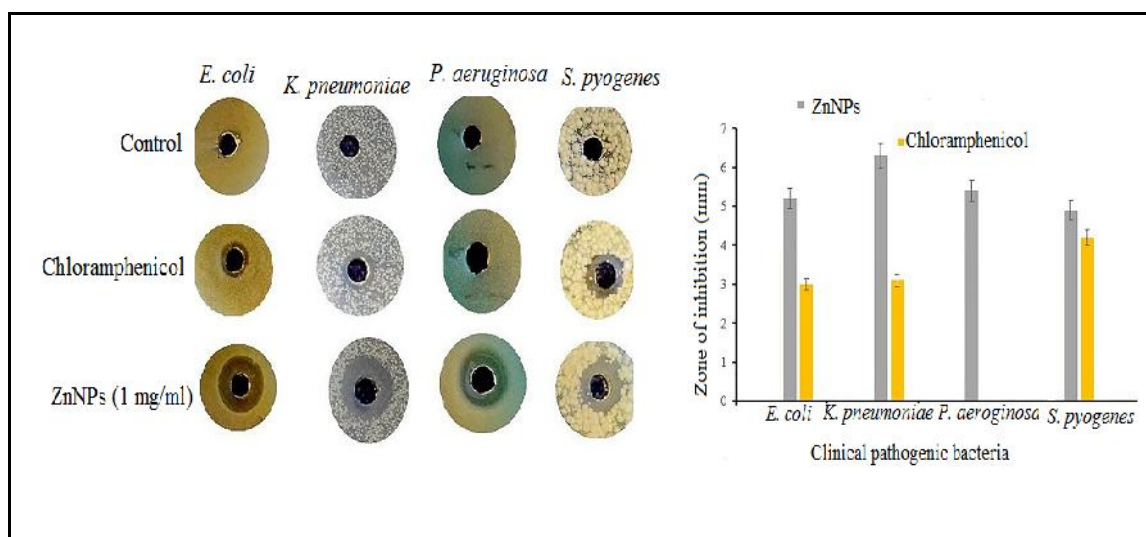 E. coli
K. pneumoniae
P. aeruginosa
S. pyogenes
Control
Chloramphenicol
ZnNPs (1 mg/ml)
ZnNPs
Chloramphenicol
Zone of inhibition (mm)
7
6
5
4
3
2
1
0
E. coli
K. pneumoniae
P. aeroginosa
S. pyogenes
Clinical pathogenic bacteria